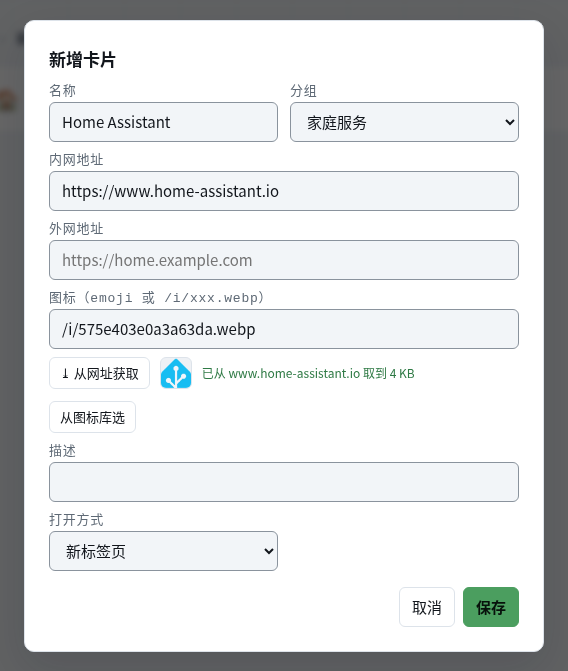 新增卡片
名称 分组
Home Assistant 家庭服务
内网地址
https://www.home-assistant.io
外网地址
https://home.example.com
图标（emoji 或 /i/xxx.webp）
/i/575e403e0a3a63da.webp
⤓ 从网址获取 已从 www.home-assistant.io 取到 4 KB
从图标库选
描述
打开方式
新标签页
取消 保存